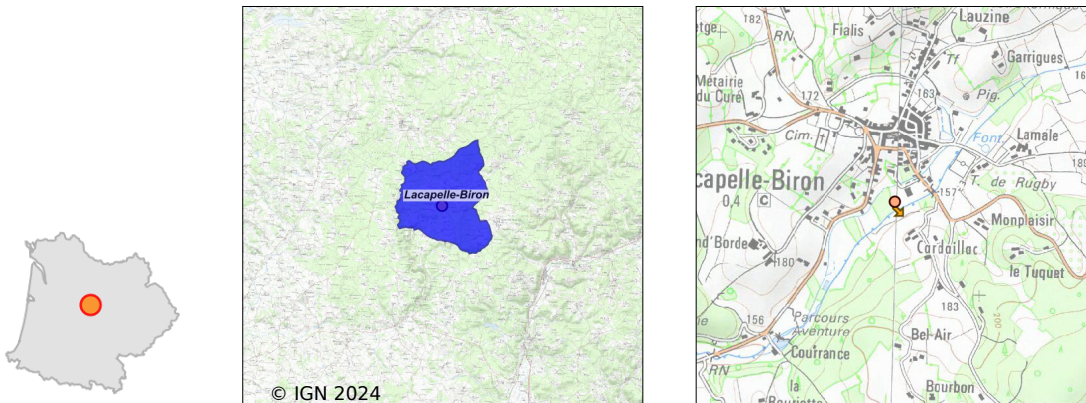 Lacapelle-Biron
© IGN 2024
182
RN
Fialis
Lauzine
Garrigues
Tf
Métairie
du Curé
172
163
Pig.
Cim.
Font.
Lamale
capelle-Biron
0,4
C
157
T. de Rugby
189
Monplaisir
nd'Borde
180
Cardaillac
le Tuquet
183
200
156
Parcours
Aventure
Bel-Air
Courrance
RN
la
Bourbon